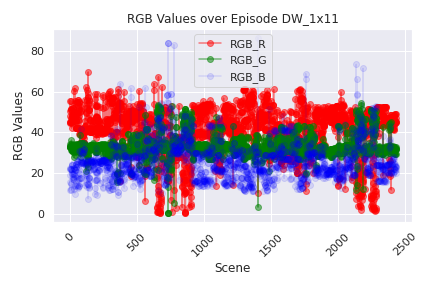 RGB Values over Episode DW_1x11
RGB_R
RGB_G
RGB_B
RGB Values
80
60
40
20
0
0
500
1000
1500
2000
2500
Scene